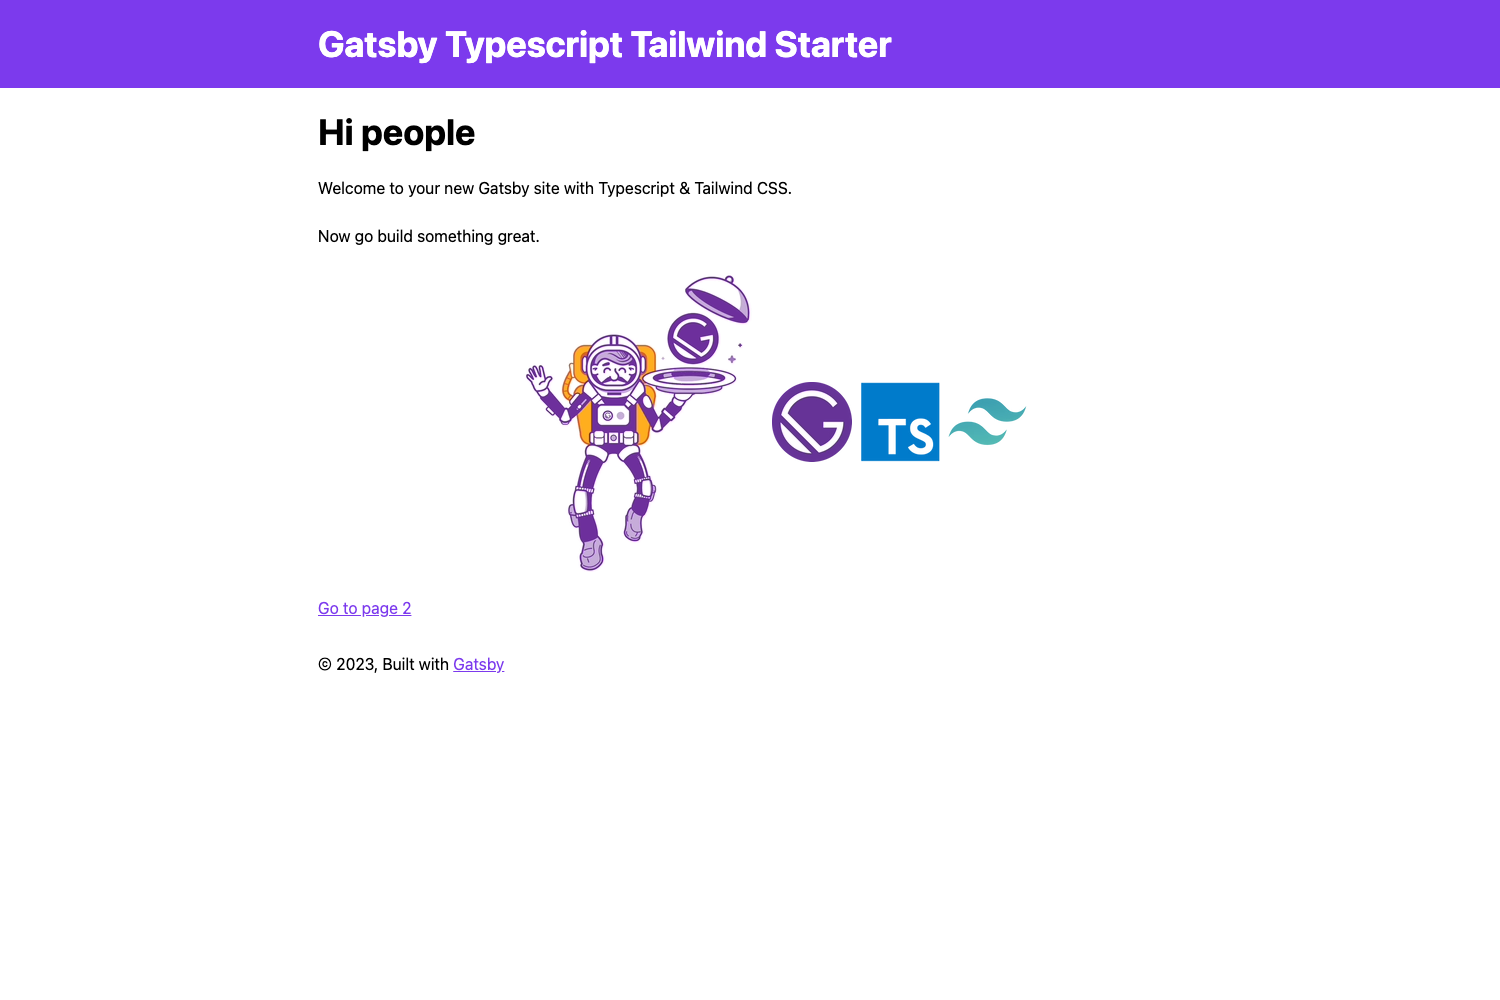 Gatsby Typescript Tailwind Starter
Hi people
Welcome to your new Gatsby site with Typescript & Tailwind CSS.
Now go build something great.
TS
Go to page 2
© 2023, Built with Gatsby